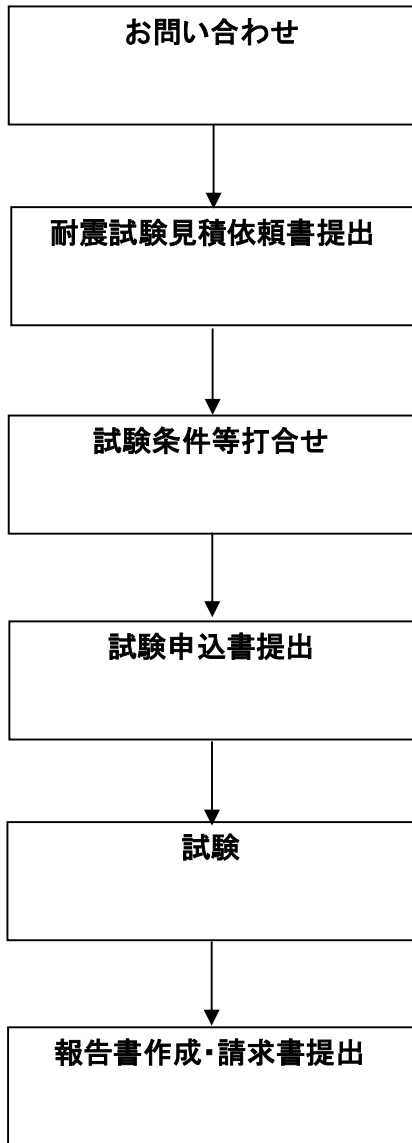 お問い合わせ
耐震試験見積依頼書提出
試験条件等打合せ
試験申込書提出
試験
報告書作成・請求書提出